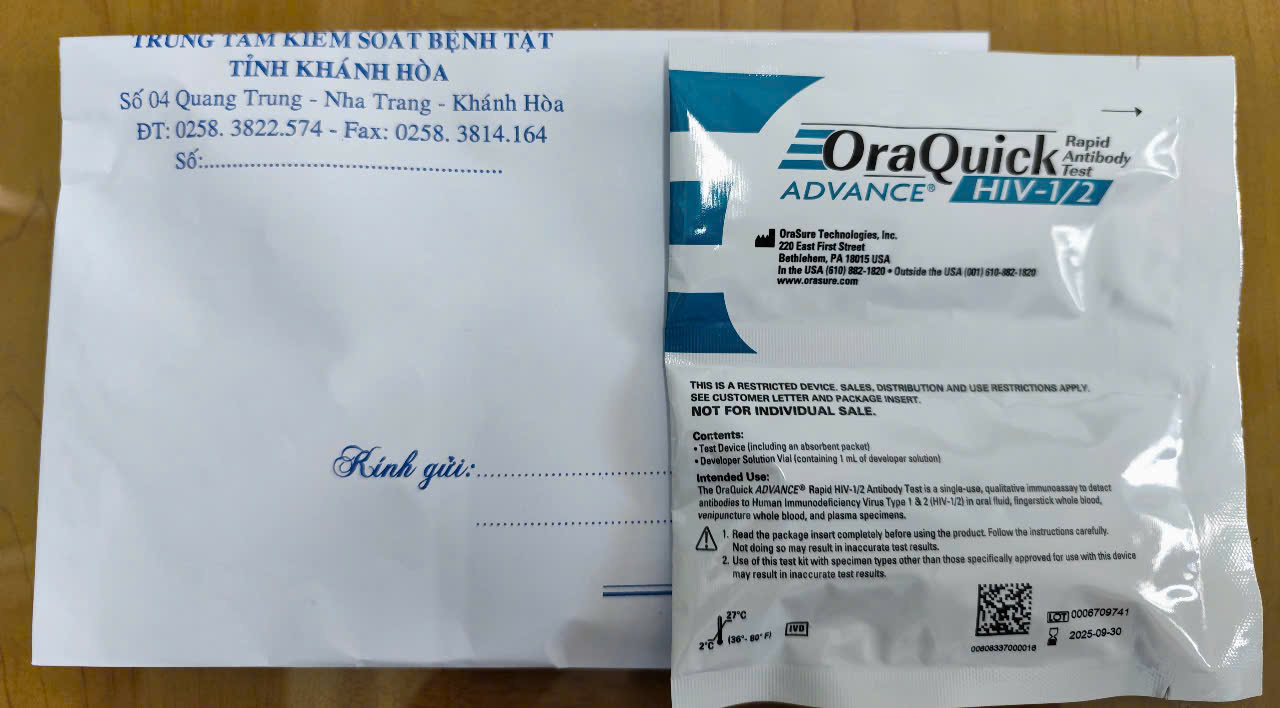 TRUNG TÂM KIỂM SOÁT BỆNH TẬT
TỈNH KHÁNH HÒA
Số 04 Quang Trung - Nha Trang - Khánh Hòa
ĐT: 0258. 3822.574 - Fax: 0258. 3814.164
Số:....................................................
Kính gửi:....................................
....................................
OraQuick Rapid Antibody Test
ADVANCE® HIV-1/2
OraSure Technologies, Inc.
220 East First Street
Bethlehem, PA 18015 USA
In the USA (610) 882-1820 • Outside the USA (001) 610-882-1820
www.orasure.com
THIS IS A RESTRICTED DEVICE. SALES, DISTRIBUTION AND USE RESTRICTIONS APPLY.
SEE CUSTOMER LETTER AND PACKAGE INSERT.
NOT FOR INDIVIDUAL SALE.
Contents:
• Test Device (including an absorbent packet)
• Developer Solution Vial (containing 1 mL of developer solution)
Intended Use:
The OraQuick ADVANCE® Rapid HIV-1/2 Antibody Test is a single-use, qualitative immunoassay to detect
antibodies to Human Immunodeficiency Virus Type 1 & 2 (HIV-1/2) in oral fluid, fingerstick whole blood,
venipuncture whole blood, and plasma specimens.
1. Read the package insert completely before using the product. Follow the instructions carefully.
Not doing so may result in inaccurate test results.
2. Use of this test kit with specimen types other than those specifically approved for use with this device
may result in inaccurate test results.
27°C
2°C (36°- 80° F)
IVD
LOT 0006709741
2025-09-30
00608337000016